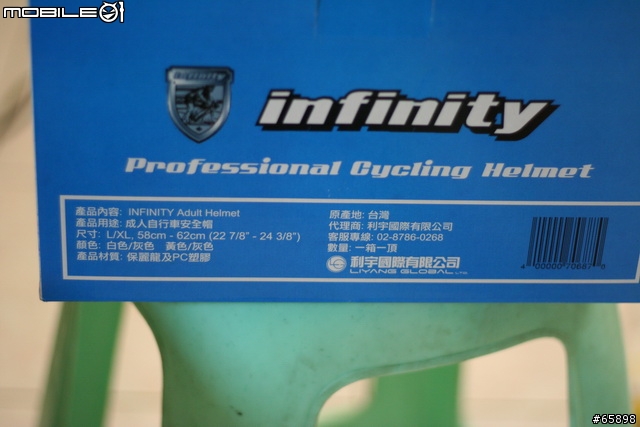 MOBILE01
INFINITY
infinity
Professional Cycling Helmet
產品內容: INFINITY Adult Helmet
產品用途: 成人自行車安全帽
尺寸: L/XL, 58cm - 62cm (22 7/8" - 24 3/8")
顏色: 白色/灰色 黃色/灰色
產品材質: 保麗龍及PC塑膠
原產地: 台灣
代理商: 利宇國際有限公司
客服專線: 02-8786-0268
數量: 一箱一頂
利宇國際有限公司
LIYANG GLOBAL LTD.
4 00000 70687 8
#65898